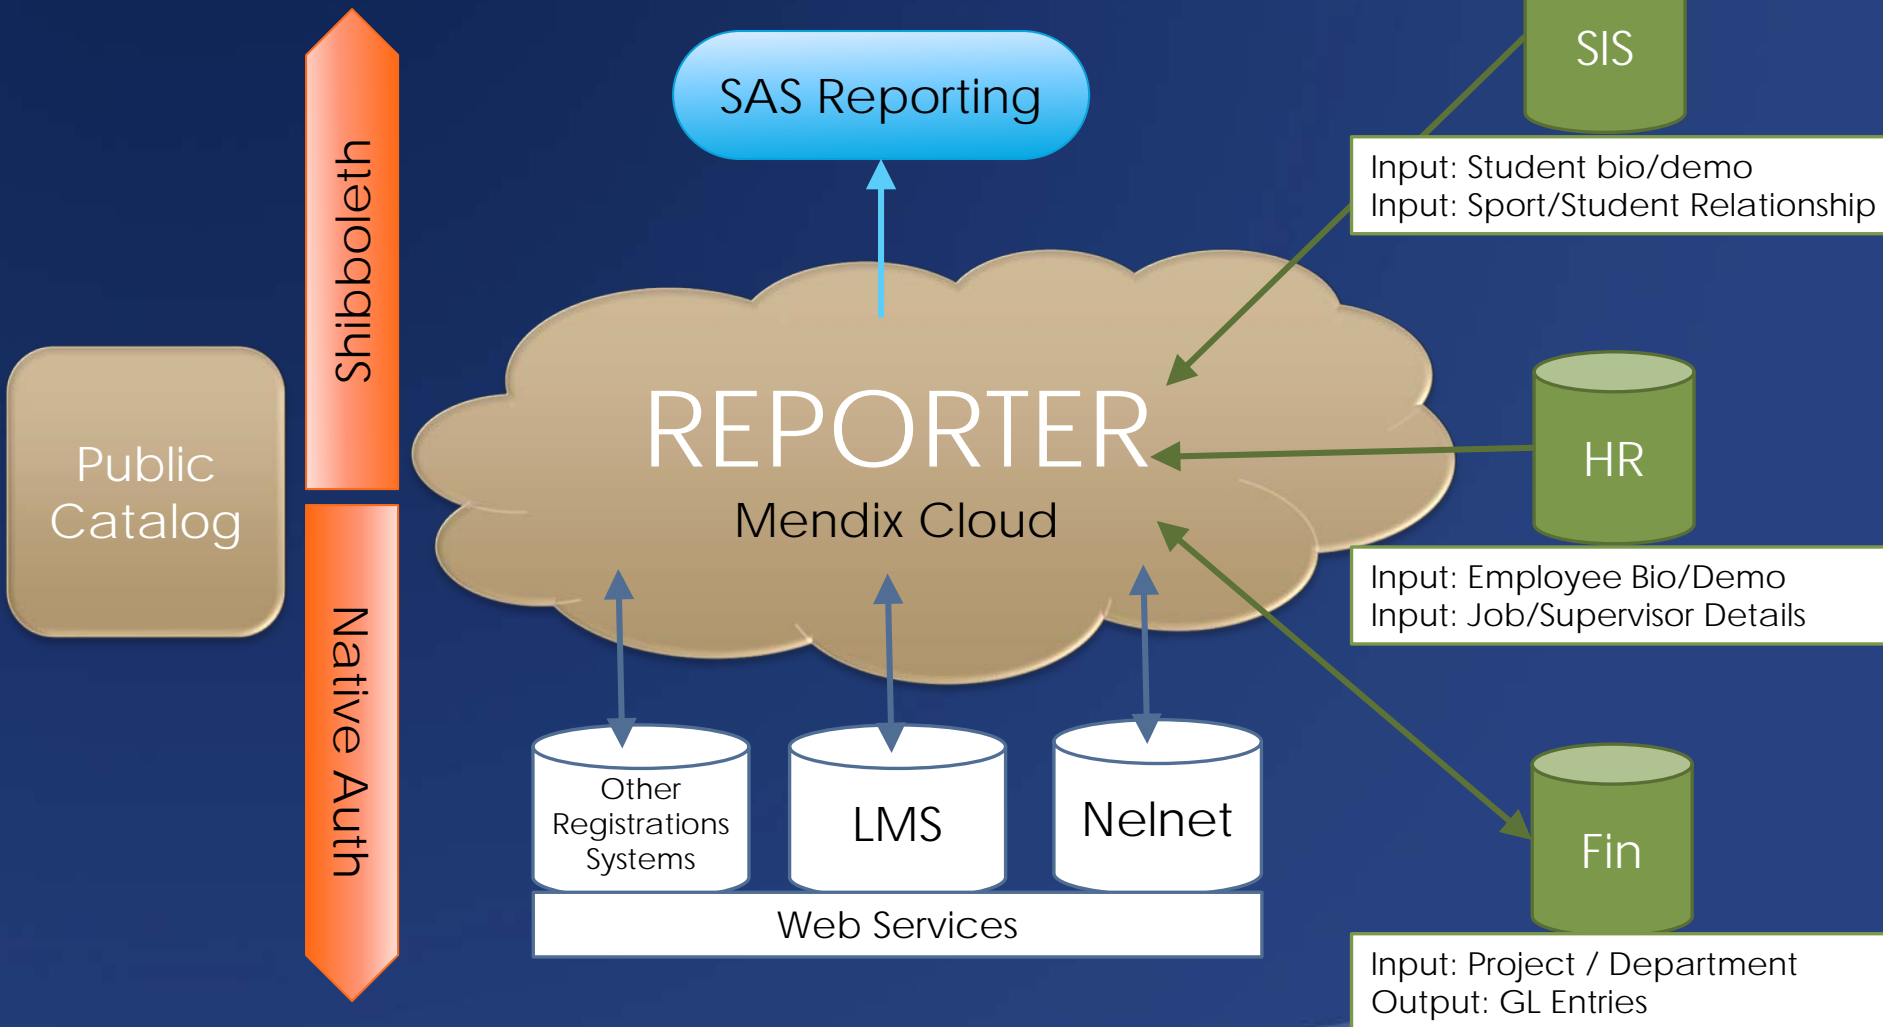 SAS Reporting
SIS
Input: Student bio/demo
Input: Sport/Student Relationship
Shibboleth
Public
Catalog
REPORTER
Mendix Cloud
HR
Input: Employee Bio/Demo
Input: Job/Supervisor Details
Native Auth
Other
Registrations
Systems
LMS
Nelnet
Web Services
Fin
Input: Project / Department
Output: GL Entries